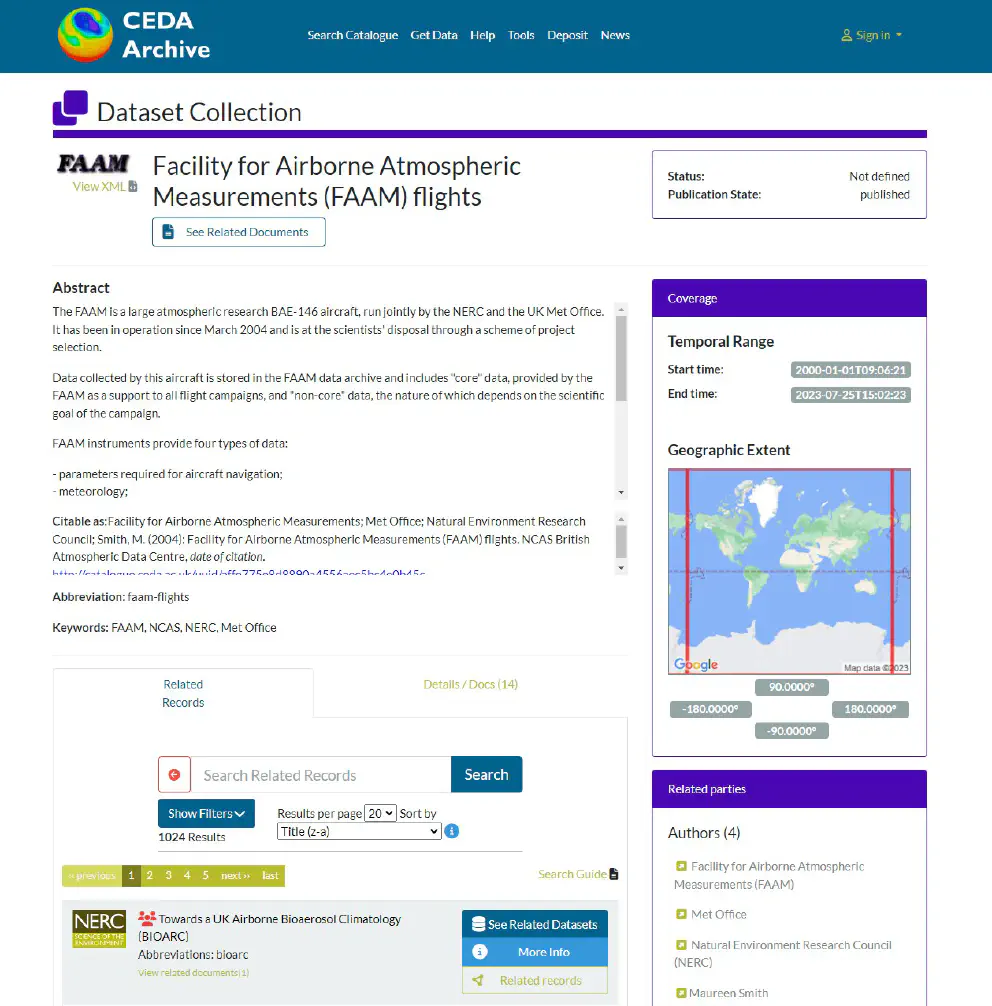 CEDA
Archive
Search Catalogue Get Data Help Tools Deposit News
Sign in
Dataset Collection
FAAM
View XML
Facility for Airborne Atmospheric
Measurements (FAAM) flights
See Related Documents
Status: Not defined
Publication State: published
Abstract
The FAAM is a large atmospheric research BAE-146 aircraft, run jointly by the NERC and the UK Met Office.
It has been in operation since March 2004 and is at the scientists' disposal through a scheme of project
selection.
Data collected by this aircraft is stored in the FAAM data archive and includes "core" data, provided by the
FAAM as a support to all flight campaigns, and "non-core" data, the nature of which depends on the scientific
goal of the campaign.
FAAM instruments provide four types of data:
- parameters required for aircraft navigation;
- meteorology;
Citable as:Facility for Airborne Atmospheric Measurements; Met Office; Natural Environment Research
Council; Smith, M. (2004): Facility for Airborne Atmospheric Measurements (FAAM) flights. NCAS British
Atmospheric Data Centre, date of citation.
Abbreviation: faam-flights
Keywords: FAAM, NCAS, NERC, Met Office
Related
Records
Details / Docs (14)
Search Related Records
Search
Show Filters
1024 Results
Results per page 20 Sort by
Title (z-a)
‹‹ previous 1 2 3 4 5 next ›› last
Search Guide
NERC
SCIENCE OF THE
ENVIRONMENT
Towards a UK Airborne Bioaerosol Climatology
(BIOARC)
Abbreviations: bioarc
View related documents(1)
See Related Datasets
More Info
Related records
Coverage
Temporal Range
Start time: 2000-01-01T09:06:21
End time: 2023-07-25T15:02:23
Geographic Extent
Google
Map data ©2023
90.0000°
-180.0000° 180.0000°
-90.0000°
Related parties
Authors (4)
Facility for Airborne Atmospheric
Measurements (FAAM)
Met Office
Natural Environment Research Council
(NERC)
Maureen Smith